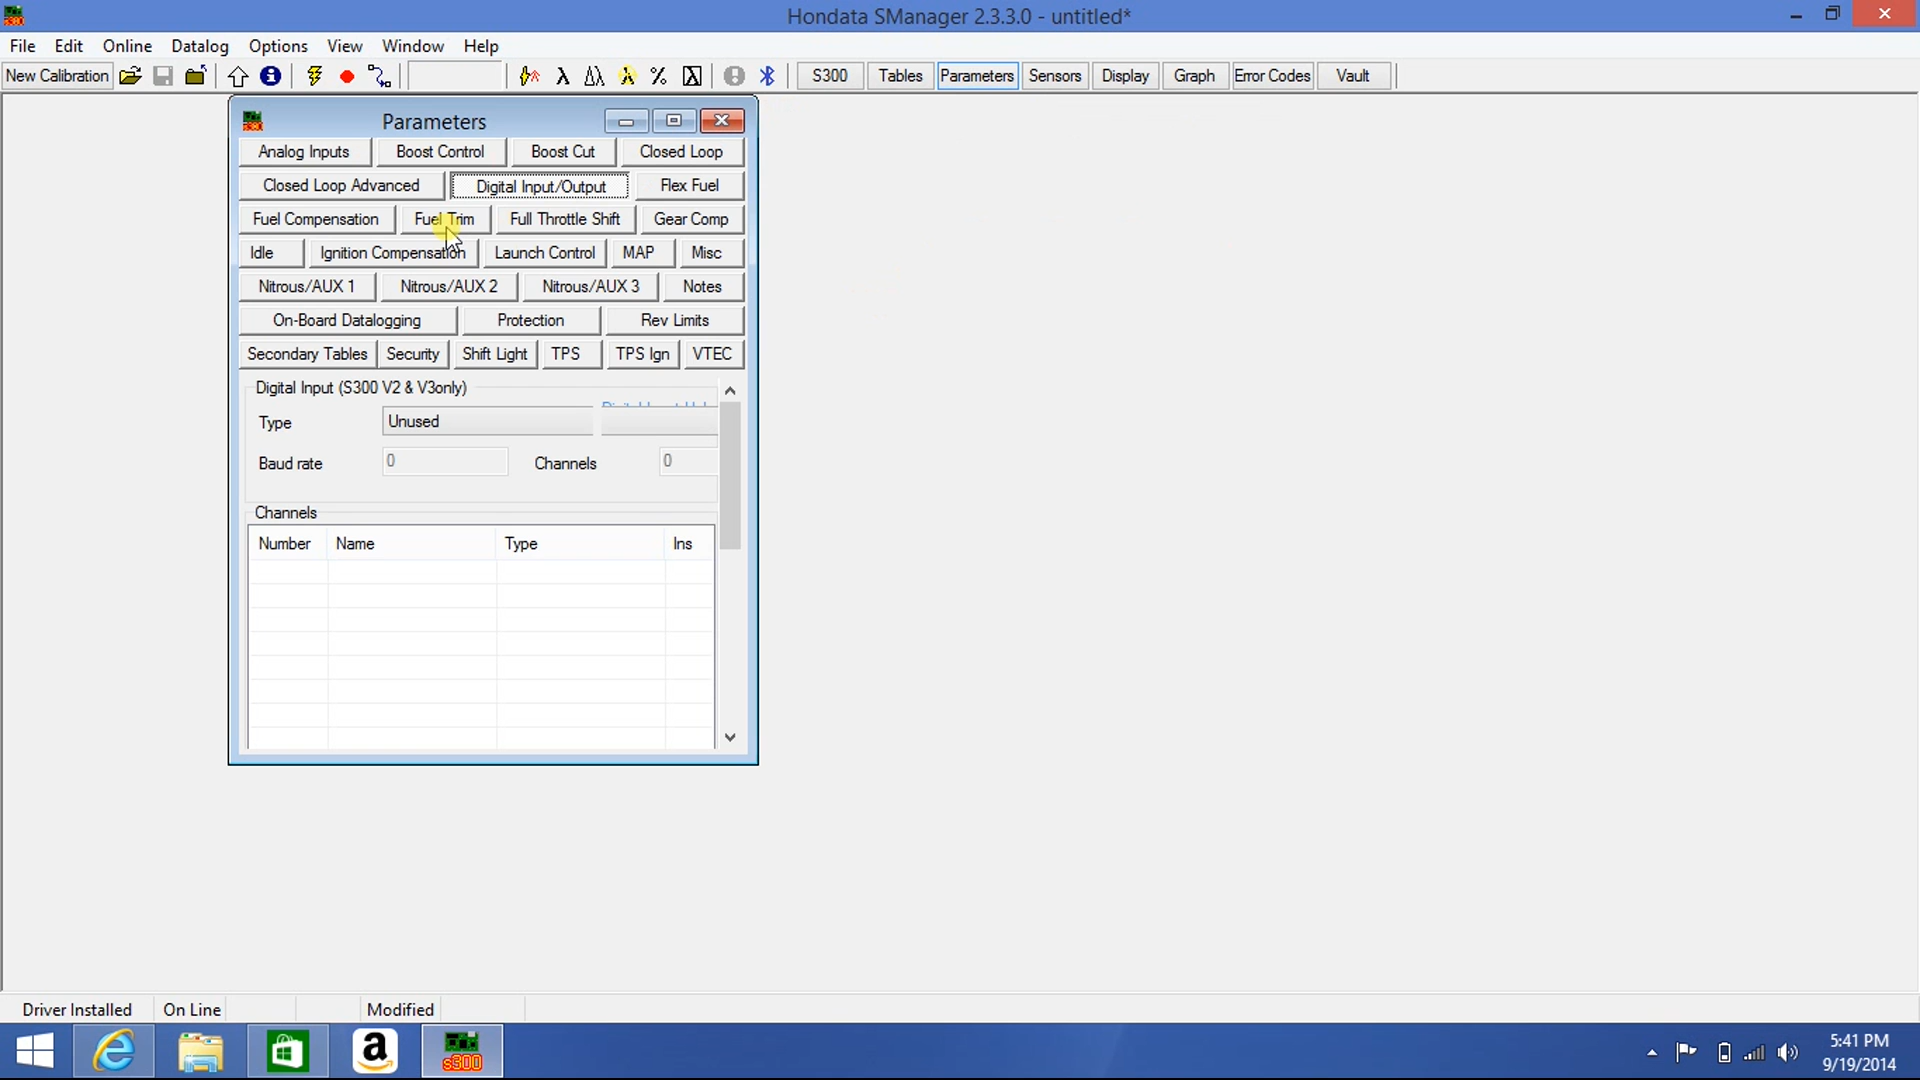 Hondata SManager 2.3.3.0 - untitled*
File Edit Online Datalog Options View Window Help
New Calibration S300 Tables Parameters Sensors Display Graph Error Codes Vault
Parameters
Analog Inputs Boost Control Boost Cut Closed Loop
Closed Loop Advanced Digital Input/Output Flex Fuel
Fuel Compensation Fuel Trim Full Throttle Shift Gear Comp
Idle Ignition Compensation Launch Control MAP Misc
Nitrous/AUX 1 Nitrous/AUX 2 Nitrous/AUX 3 Notes
On-Board Datalogging Protection Rev Limits
Secondary Tables Security Shift Light TPS TPS Ign VTEC
Digital Input (S300 V2 & V3only)
Type Unused
Baud rate 0 Channels 0
Channels
Number Name Type Ins
Driver Installed On Line Modified
s300
5:41 PM
9/19/2014